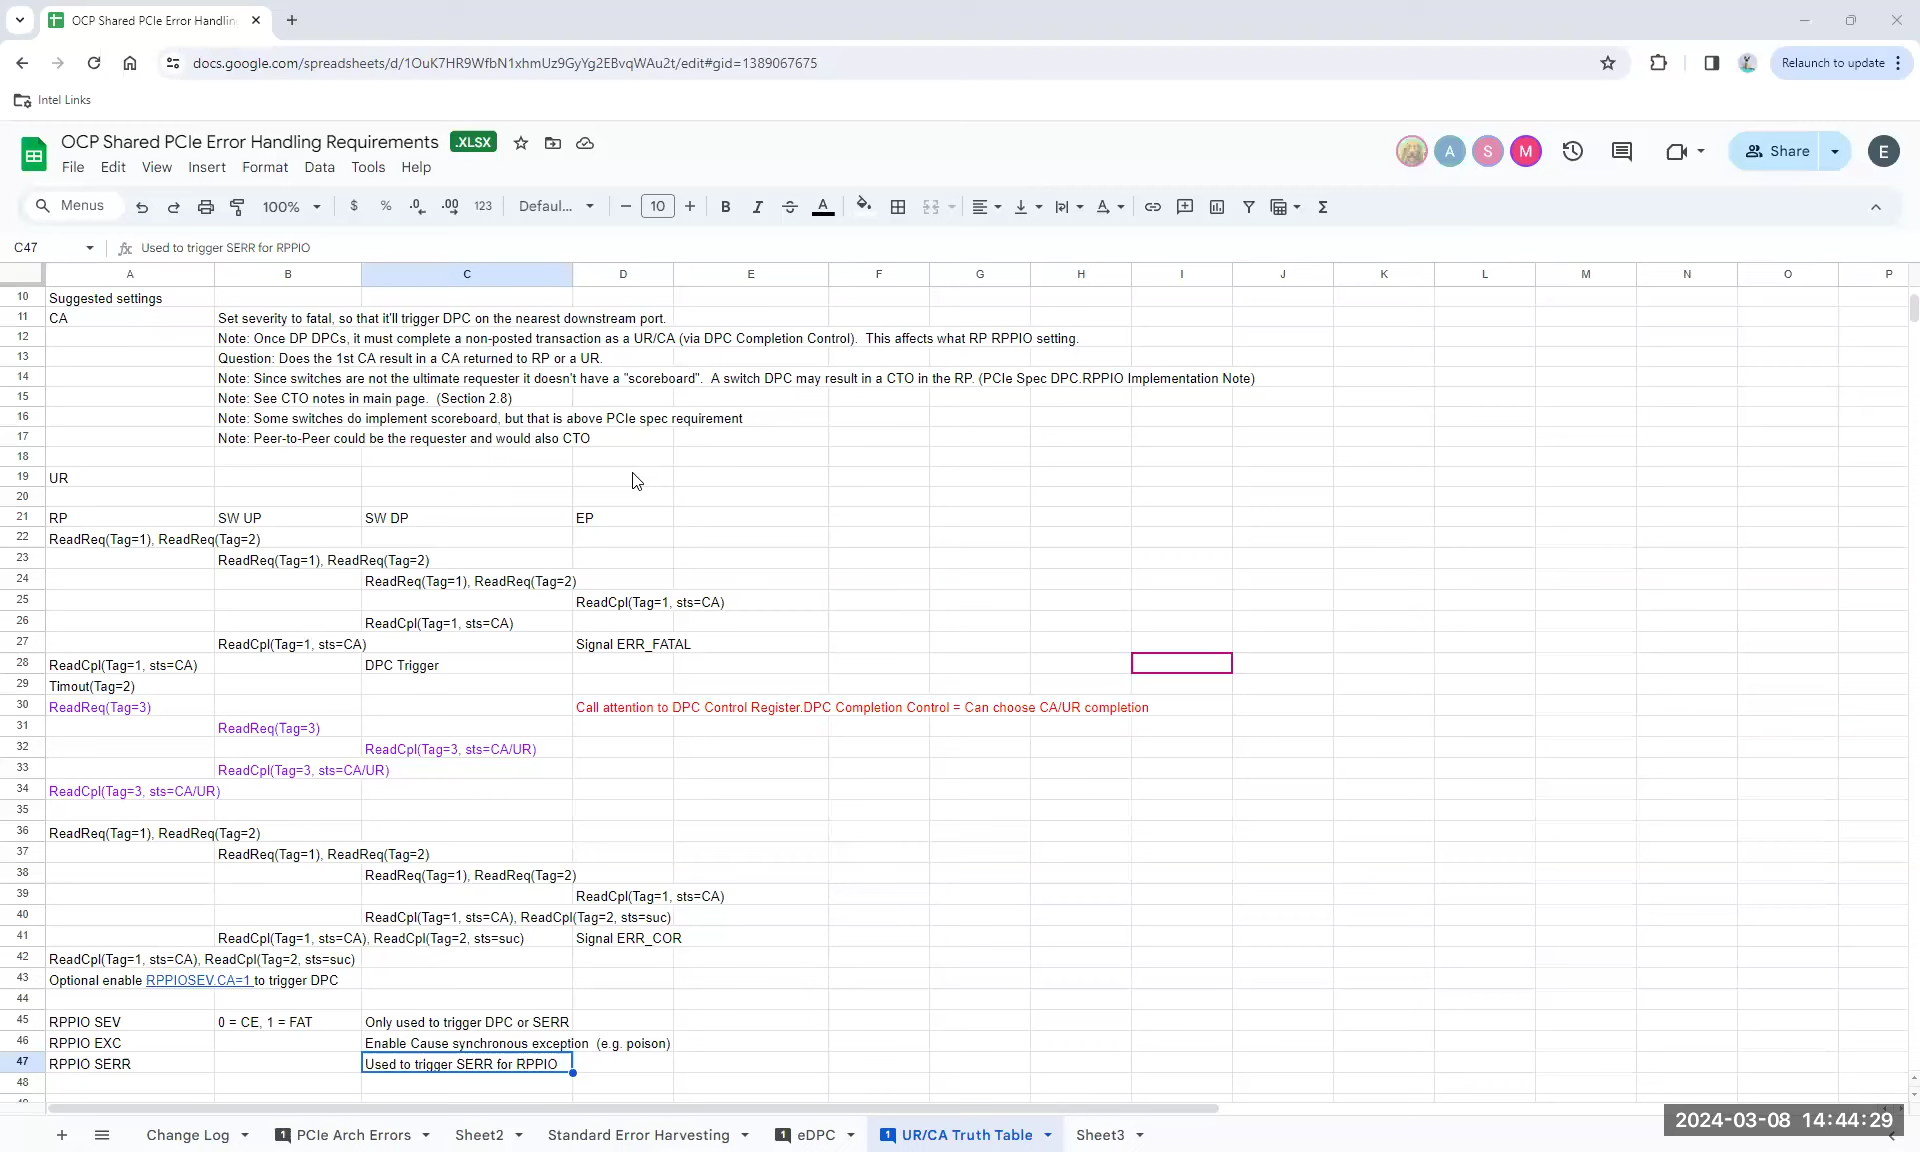 OCP Shared PCIe Error Handlin
Relaunch to update
docs.google.com/spreadsheets/d/1OuK7HR9WfbN1xhmUz9GyYg2EBvqWAu2t/edit#gid=1389067675
Intel Links
OCP Shared PCIe Error Handling Requirements .XLSX
File Edit View Insert Format Data Tools Help
A S M Share E
Menus 100% $ % .0 .00 123 Defaul... 10 B I A
C47 fx Used to trigger SERR for RPPIO
A B C D E F G H I J K L M N O P
10 Suggested settings
11 CA Set severity to fatal, so that it'll trigger DPC on the nearest downstream port.
12 Note: Once DP DPCs, it must complete a non-posted transaction as a UR/CA (via DPC Completion Control).  This affects what RP RPPIO setting.
13 Question: Does the 1st CA result in a CA returned to RP or a UR.
14 Note: Since switches are not the ultimate requester it doesn't have a "scoreboard".  A switch DPC may result in a CTO in the RP. (PCIe Spec DPC.RPPIO Implementation Note)
15 Note: See CTO notes in main page.  (Section 2.8)
16 Note: Some switches do implement scoreboard, but that is above PCIe spec requirement
17 Note: Peer-to-Peer could be the requester and would also CTO
18
19 UR
20
21 RP SW UP SW DP EP
22 ReadReq(Tag=1), ReadReq(Tag=2)
23 ReadReq(Tag=1), ReadReq(Tag=2)
24 ReadReq(Tag=1), ReadReq(Tag=2)
25 ReadCpl(Tag=1, sts=CA)
26 ReadCpl(Tag=1, sts=CA)
27 ReadCpl(Tag=1, sts=CA) Signal ERR_FATAL
28 ReadCpl(Tag=1, sts=CA) DPC Trigger
29 Timout(Tag=2)
30 ReadReq(Tag=3) Call attention to DPC Control Register.DPC Completion Control = Can choose CA/UR completion
31 ReadReq(Tag=3)
32 ReadCpl(Tag=3, sts=CA/UR)
33 ReadCpl(Tag=3, sts=CA/UR)
34 ReadCpl(Tag=3, sts=CA/UR)
35
36 ReadReq(Tag=1), ReadReq(Tag=2)
37 ReadReq(Tag=1), ReadReq(Tag=2)
38 ReadReq(Tag=1), ReadReq(Tag=2)
39 ReadCpl(Tag=1, sts=CA)
40 ReadCpl(Tag=1, sts=CA), ReadCpl(Tag=2, sts=suc)
41 ReadCpl(Tag=1, sts=CA), ReadCpl(Tag=2, sts=suc) Signal ERR_COR
42 ReadCpl(Tag=1, sts=CA), ReadCpl(Tag=2, sts=suc)
43 Optional enable RPPIOSEV.CA=1 to trigger DPC
44
45 RPPIO SEV 0 = CE, 1 = FAT Only used to trigger DPC or SERR
46 RPPIO EXC Enable Cause synchronous exception  (e.g. poison)
47 RPPIO SERR Used to trigger SERR for RPPIO
48
2024-03-08 14:44:29
Change Log 1 PCIe Arch Errors Sheet2 Standard Error Harvesting 1 eDPC 1 UR/CA Truth Table Sheet3